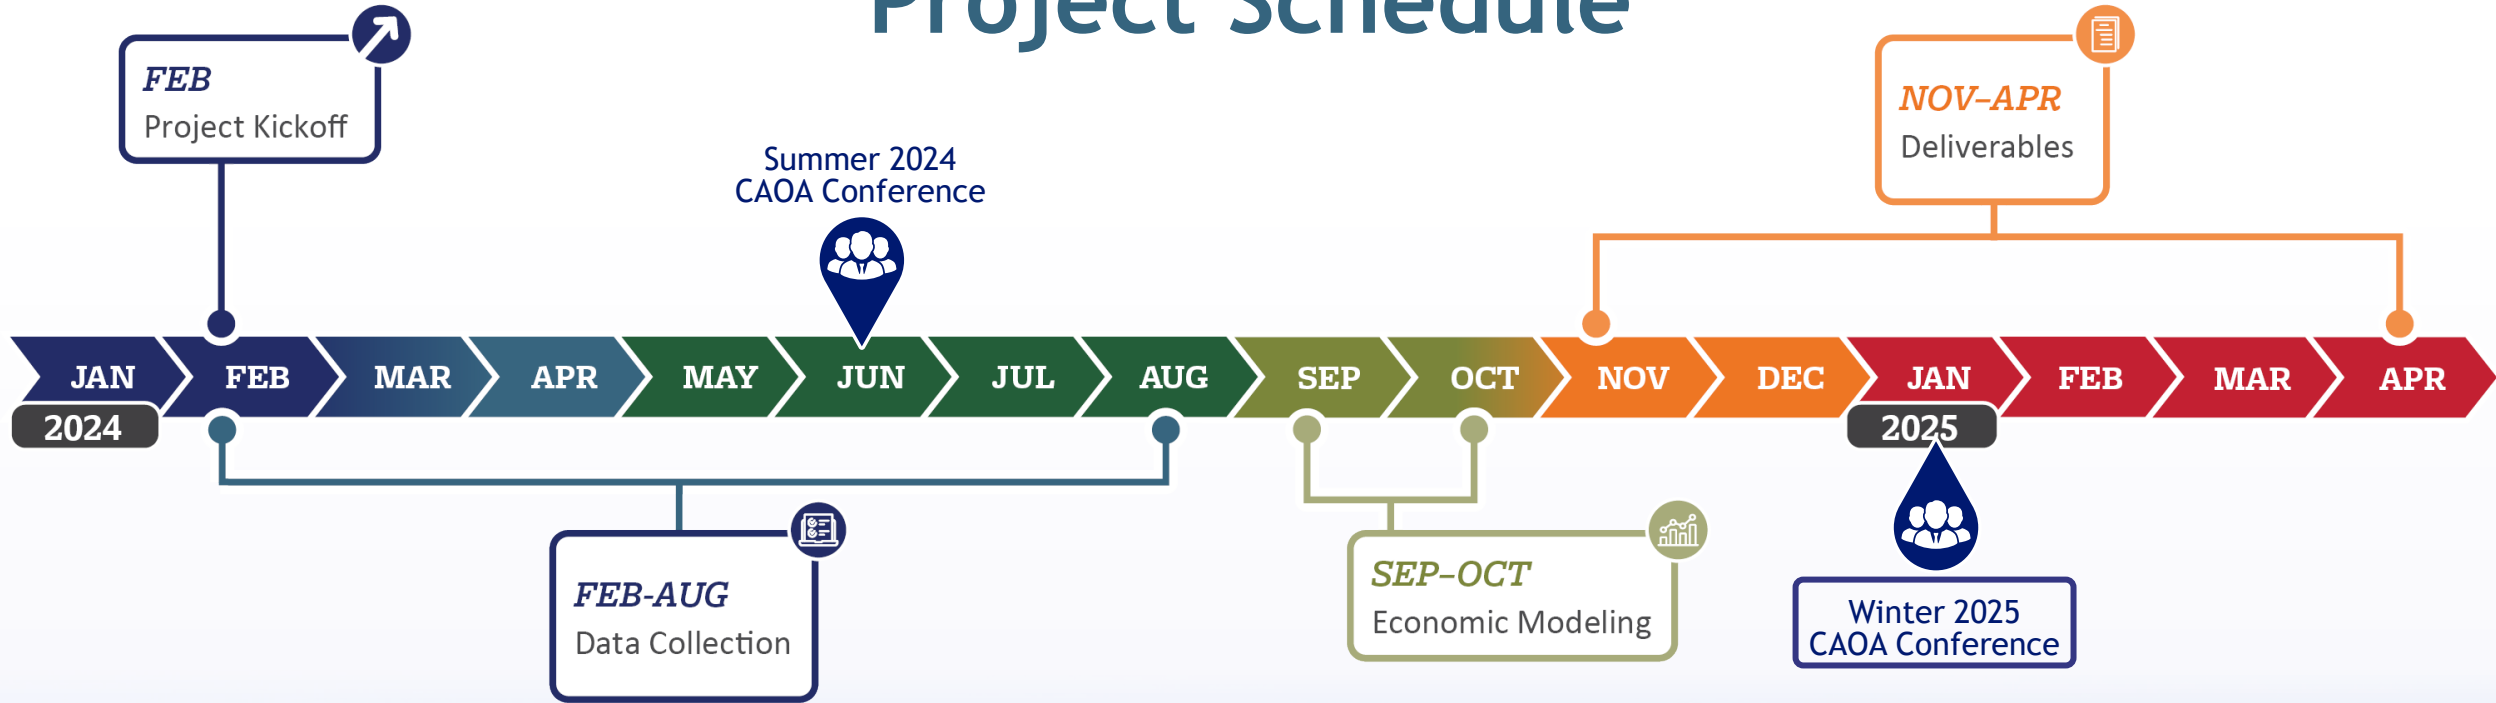 Project Schedule
FEB
Project Kickoff
NOV–APR
Deliverables
Summer 2024
CAOA Conference
JAN
FEB
MAR
APR
MAY
JUN
JUL
AUG
SEP
OCT
NOV
DEC
JAN
FEB
MAR
APR
2024
2025
FEB-AUG
Data Collection
SEP–OCT
Economic Modeling
Winter 2025
CAOA Conference